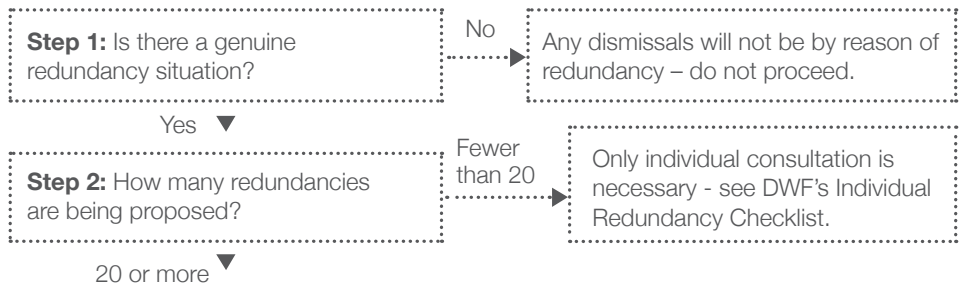 Step 1: Is there a genuine
redundancy situation?
No
Any dismissals will not be by reason of
redundancy – do not proceed.
Yes
Step 2: How many redundancies
are being proposed?
Fewer
than 20
Only individual consultation is
necessary - see DWF's Individual
Redundancy Checklist.
20 or more